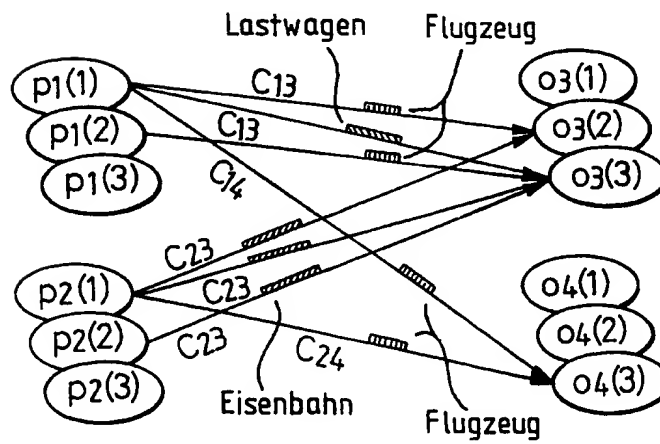 Lastwagen Flugzeug
p1(1) C13 o3(1)
p1(2) C13 o3(2)
p1(3) C14 o3(3)
p2(1) C23 o4(1)
p2(2) C23 o4(2)
p2(3) C23 C24 o4(3)
Eisenbahn Flugzeug